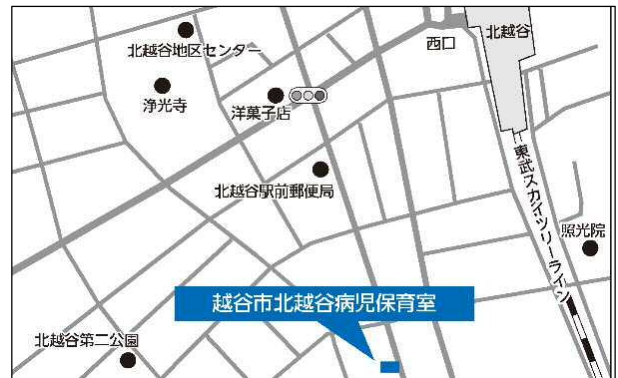 北越谷
西口
北越谷地区センター
浄光寺
洋菓子店
東武スカイツリーライン
北越谷駅前郵便局
照光院
越谷市北越谷病児保育室
北越谷第二公園